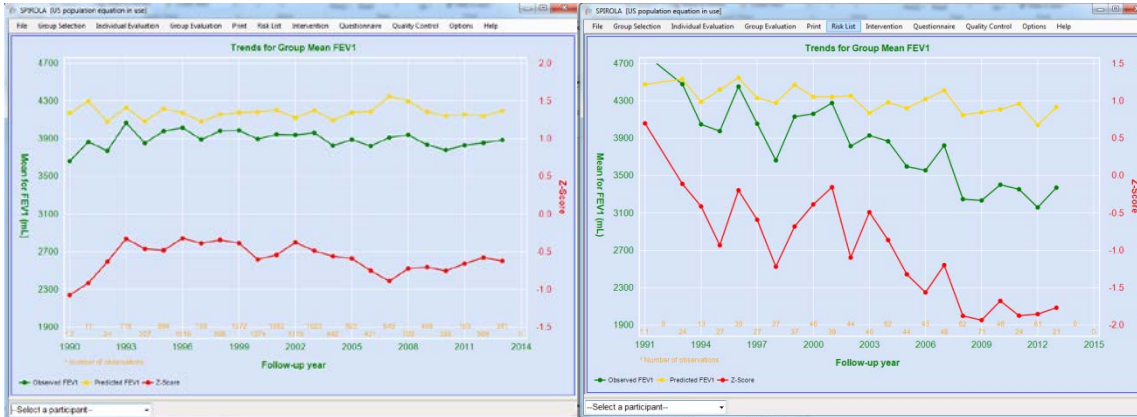 SPIROLA [US population equation in use]
File Group Selection Individual Evaluation Group Evaluation Print Risk List Intervention Questionnaire Quality Control Options Help
Trends for Group Mean FEV1
4700
4300
3900
3500
3100
2700
2300
1900
Mean for FEV1 (mL)
2.0
1.5
1.0
0.5
0.0
-0.5
-1.0
-1.5
Z-Score
1990 1993 1996 1999 2002 2005 2008 2011 2014
* Number of observations
Follow-up year
Observed FEV1 Predicted FEV1 Z-Score
--Select a participant--
SPIROLA [US population equation in use]
File Group Selection Individual Evaluation Group Evaluation Print Risk List Intervention Questionnaire Quality Control Options Help
Trends for Group Mean FEV1
4700
4300
3900
3500
3100
2700
2300
1900
Mean for FEV1 (mL)
1.5
1.0
0.5
0.0
-0.5
-1.0
-1.5
-2.0
Z-Score
1991 1994 1997 2000 2003 2006 2009 2012 2015
* Number of observations
Follow-up year
Observed FEV1 Predicted FEV1 Z-Score
--Select a participant--